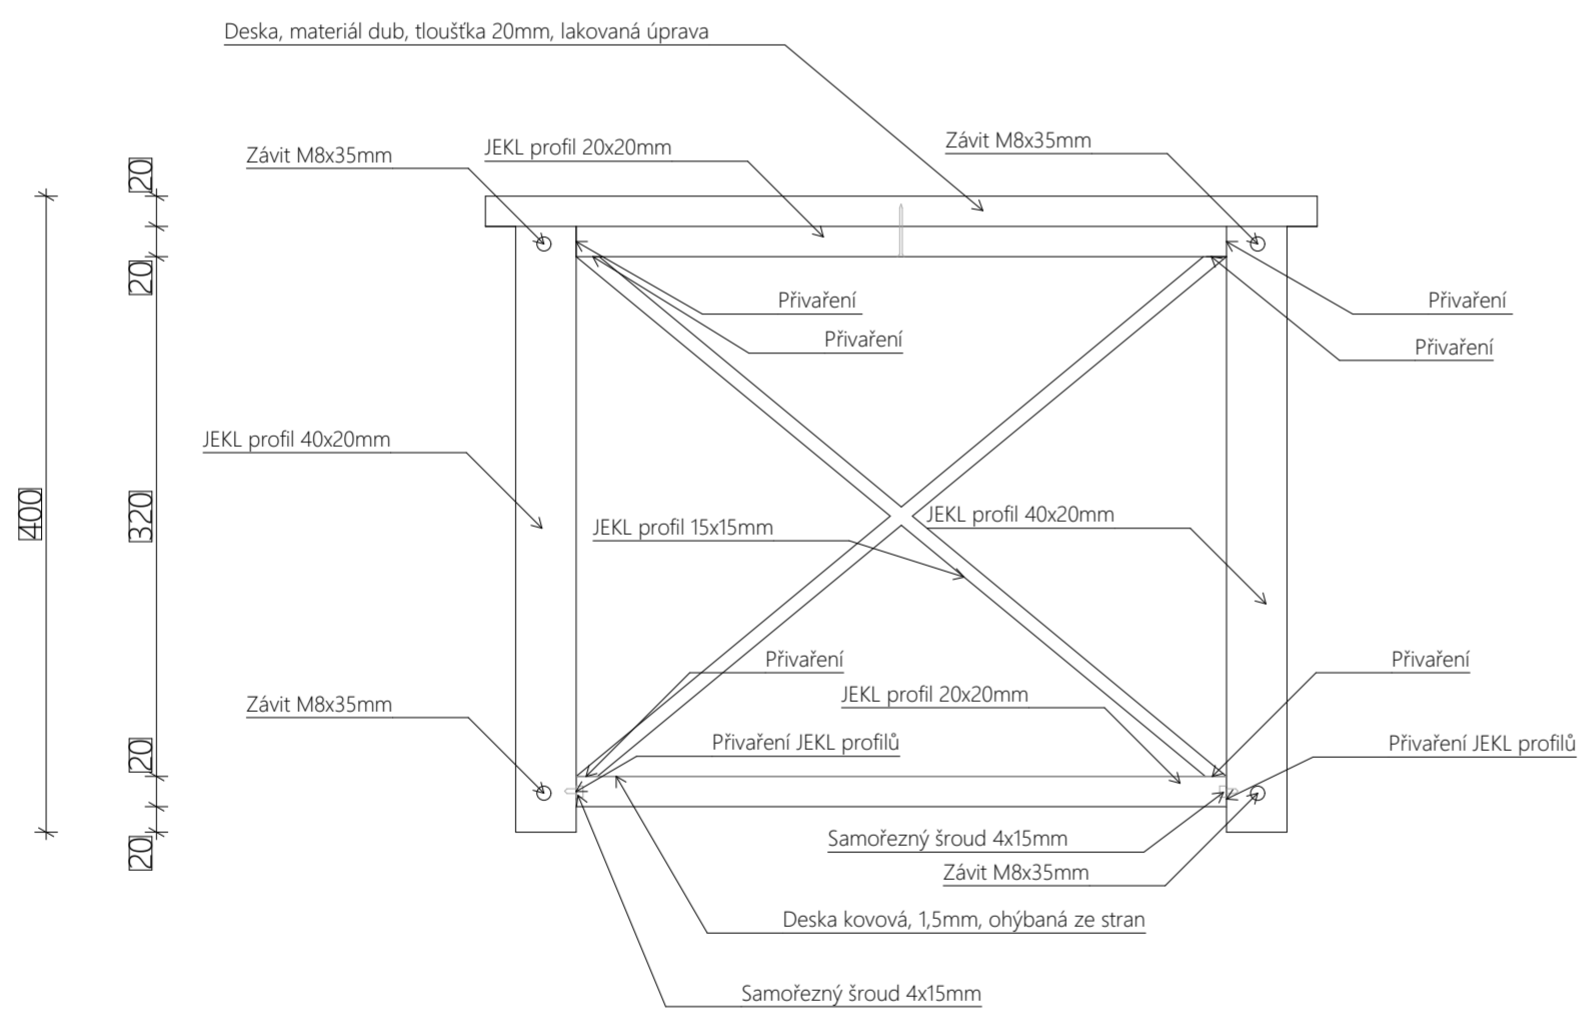 Deska, materiál dub, tloušťka 20mm, lakovaná úprava
Závit M8x35mm
JEKL profil 20x20mm
Závit M8x35mm
20
20
Přivaření
Přivaření
Přivaření
Přivaření
JEKL profil 40x20mm
400
320
JEKL profil 15x15mm
JEKL profil 40x20mm
Přivaření
Přivaření
JEKL profil 20x20mm
Závit M8x35mm
Přivaření JEKL profilů
Přivaření JEKL profilů
20
20
Samořezný šroud 4x15mm
Závit M8x35mm
Deska kovová, 1,5mm, ohýbaná ze stran
Samořezný šroud 4x15mm